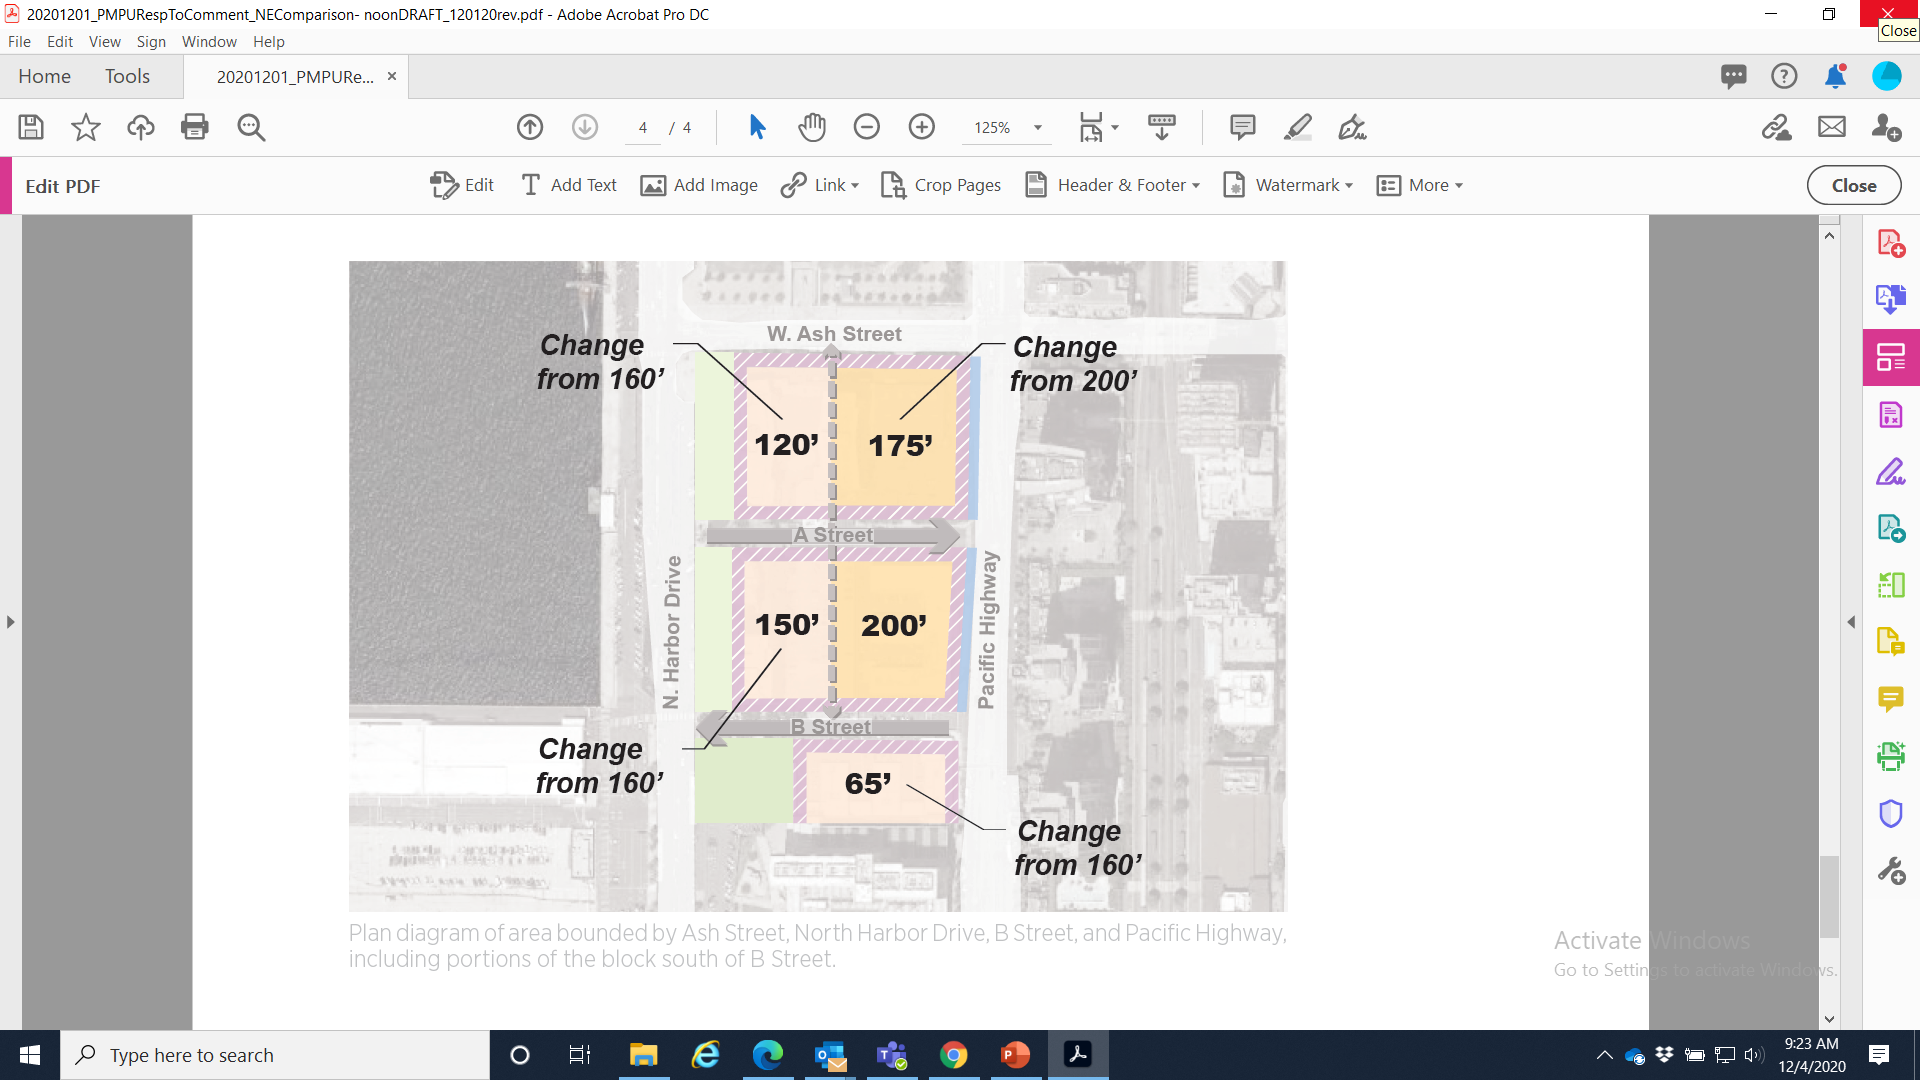 20201201_PMPURespToComment_NEComparison- noonDRAFT_120120rev.pdf - Adobe Acrobat Pro DC
Close
File Edit View Sign Window Help
Home Tools 20201201_PMPURe... ×
4 / 4 125%
Edit PDF Edit Add Text Add Image Link Crop Pages Header & Footer Watermark More Close
W. Ash Street
Change
from 160’
Change
from 200’
120’ 175’
A Street
N. Harbor Drive
Pacific Highway
150’ 200’
B Street
Change
from 160’
65’
Change
from 160’
Plan diagram of area bounded by Ash Street, North Harbor Drive, B Street, and Pacific Highway,
including portions of the block south of B Street.
Activate Windows
Go to Settings to activate Windows.
Type here to search
9:23 AM
12/4/2020